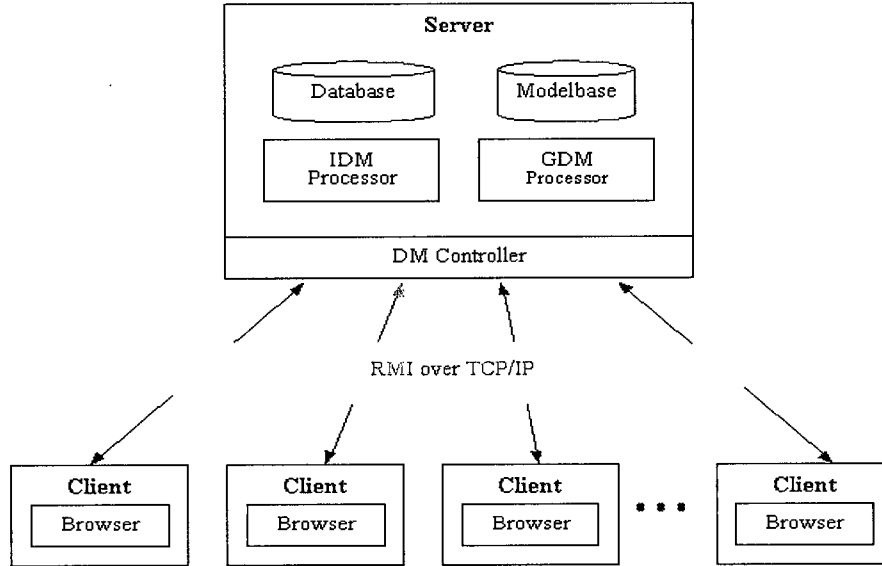 Server
Database
Modelbase
IDM
Processor
GDM
Processor
DM Controller
RMI over TCP/IP
Client
Browser
Client
Browser
Client
Browser
Client
Browser